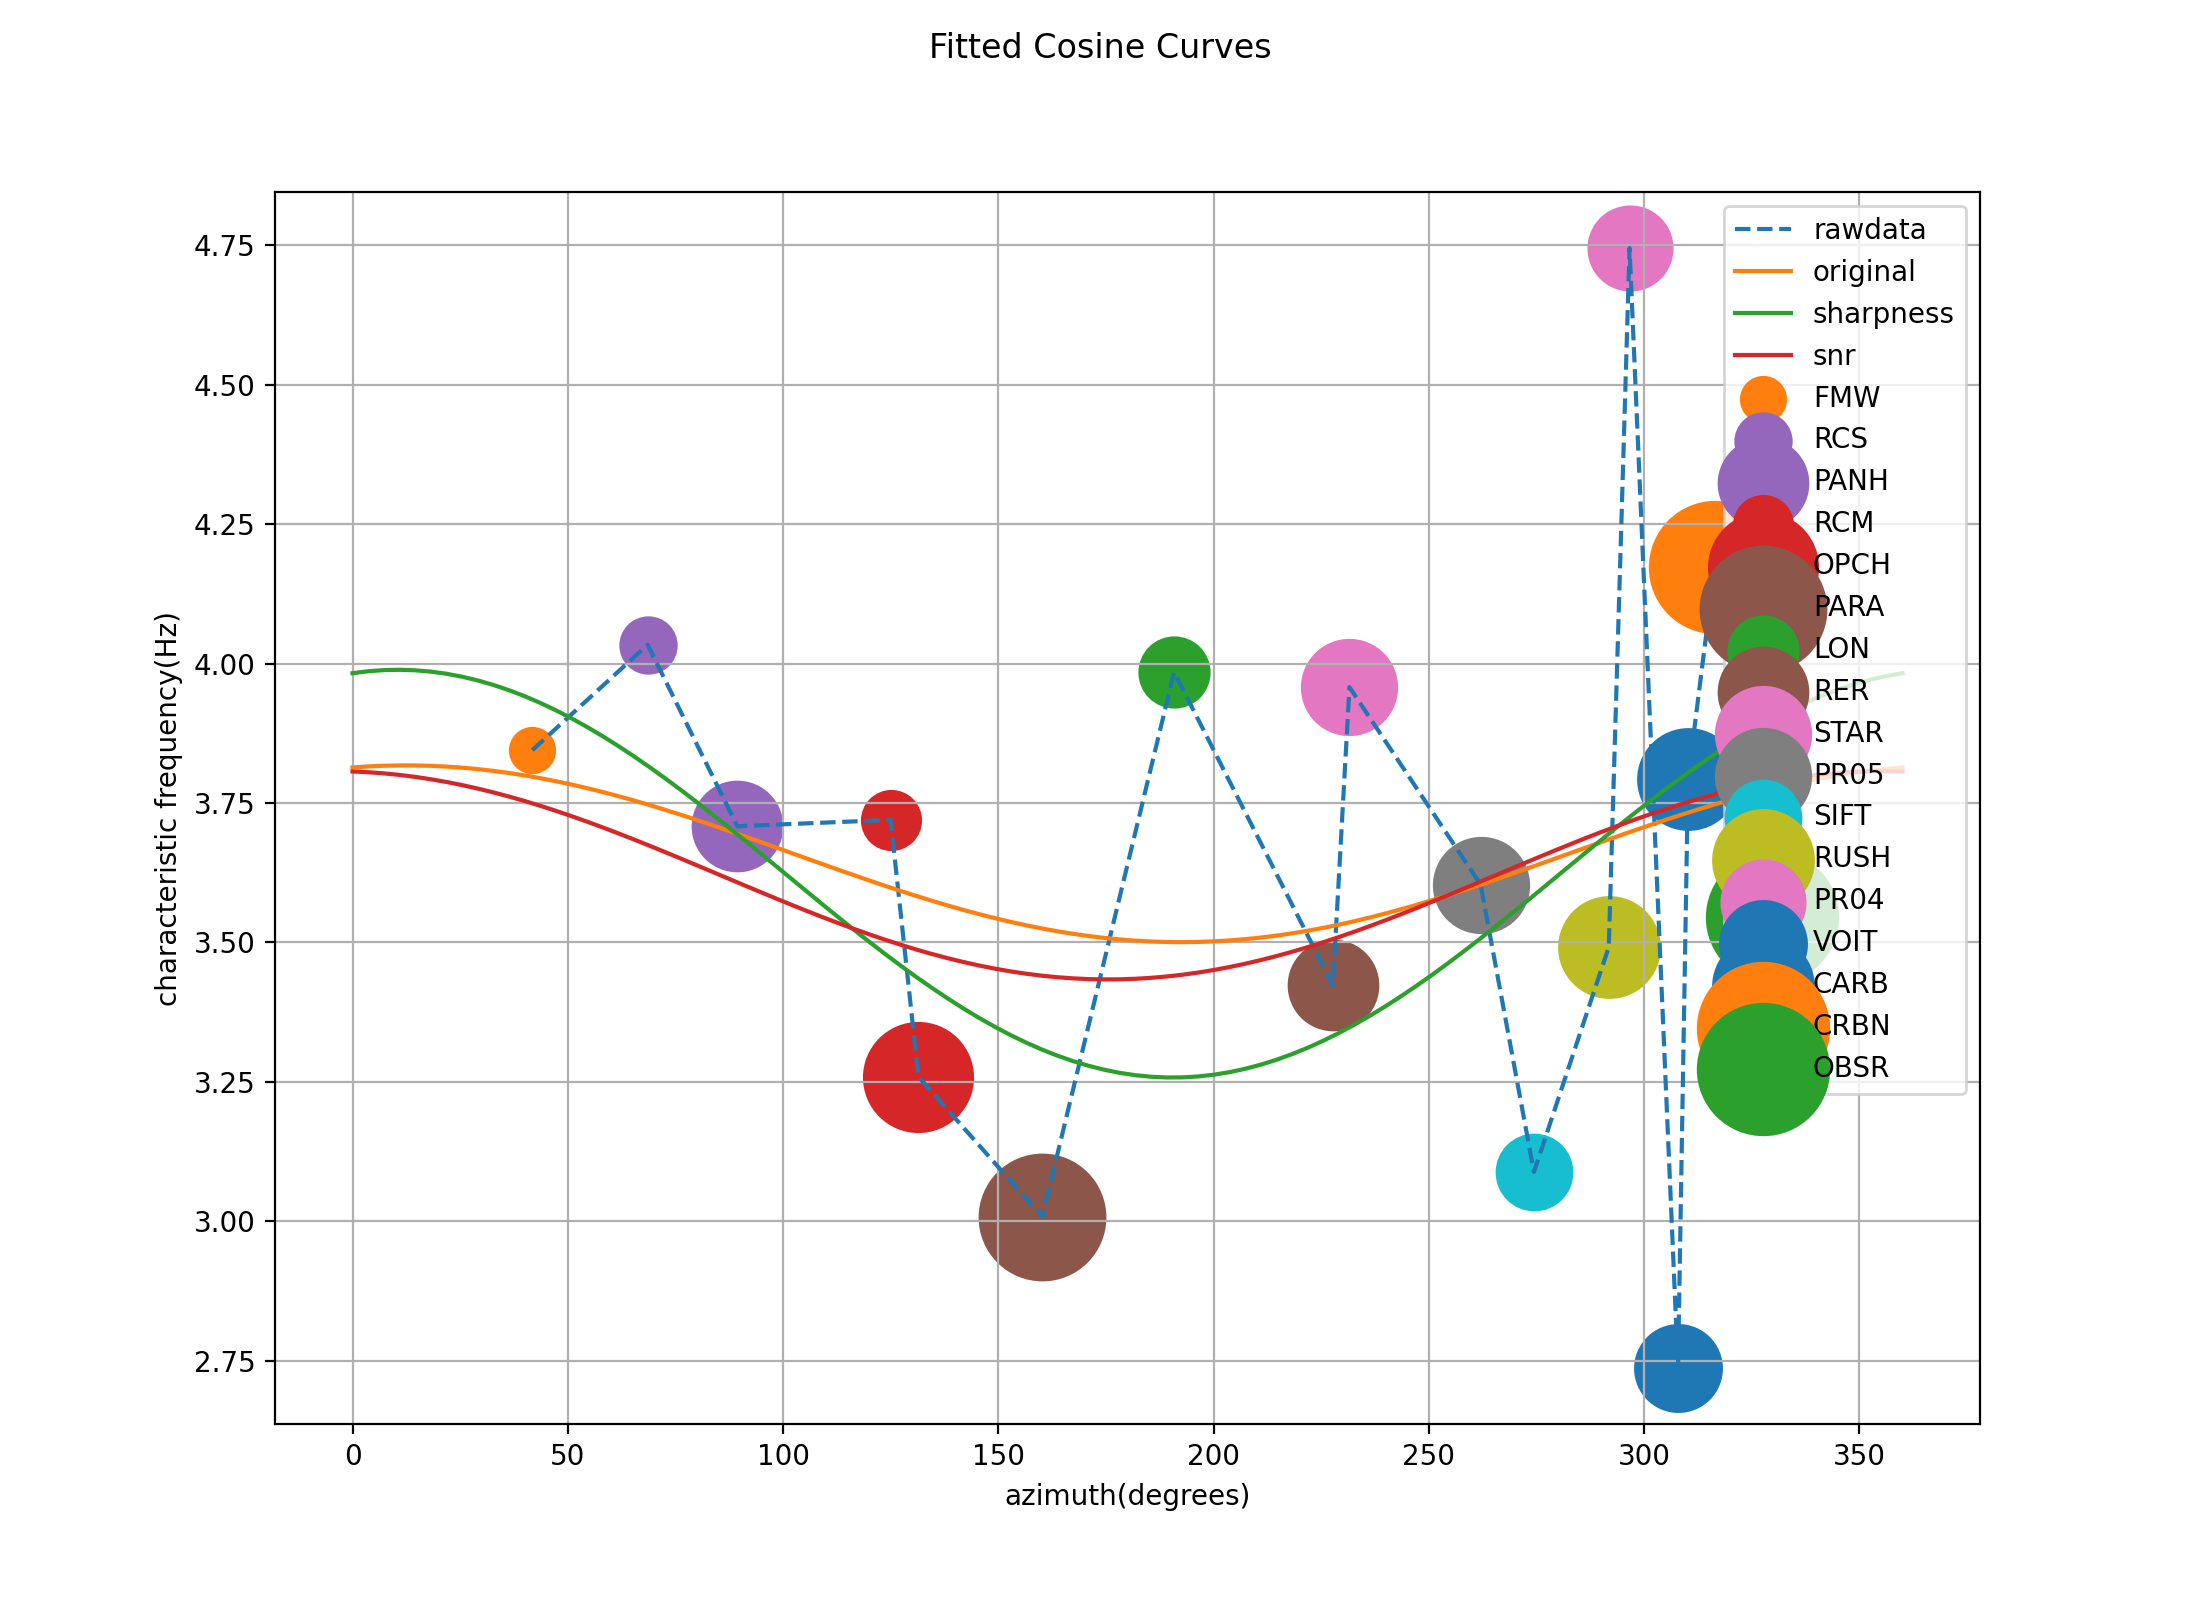 Fitted Cosine Curves
characteristic frequency(Hz)
4.75
4.50
4.25
4.00
3.75
3.50
3.25
3.00
2.75
rawdata
original
sharpness
snr
FMW
RCS
PANH
RCM
OPCH
PARA
LON
RER
STAR
PR05
SIFT
RUSH
PR04
VOIT
CARB
CRBN
OBSR
0 50 100 150 200 250 300 350
azimuth(degrees)